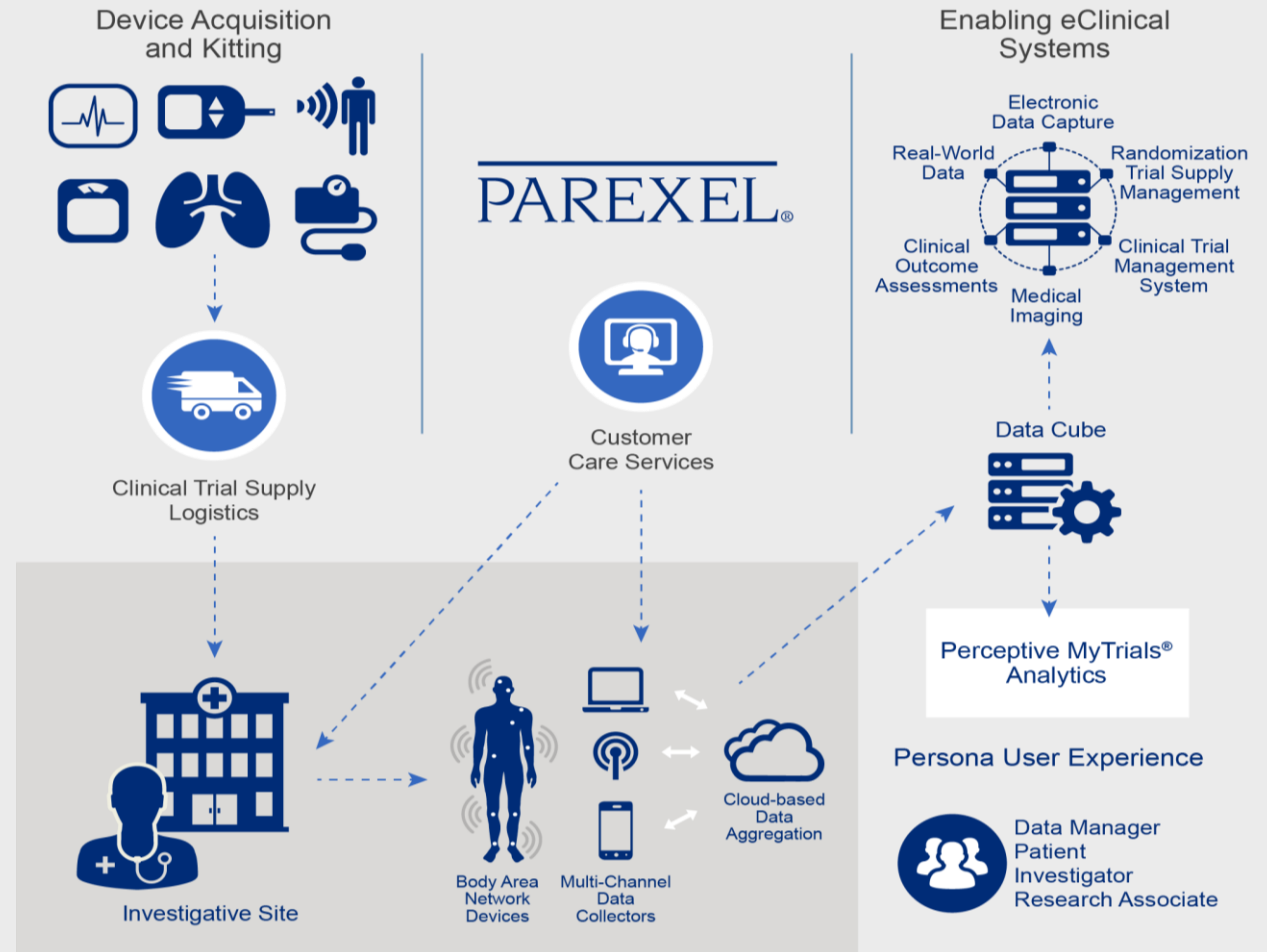 Device Acquisition
and Kitting
Clinical Trial Supply
Logistics
PAREXEL®
Customer
Care Services
Enabling eClinical
Systems
Electronic
Data Capture
Real-World
Data
Randomization
Trial Supply
Management
Clinical
Outcome
Assessments
Clinical Trial
Management
System
Medical
Imaging
Data Cube
Perceptive MyTrials®
Analytics
Persona User Experience
Data Manager
Patient
Investigator
Research Associate
Investigative Site
Body Area
Network
Devices
Multi-Channel
Data
Collectors
Cloud-based
Data
Aggregation